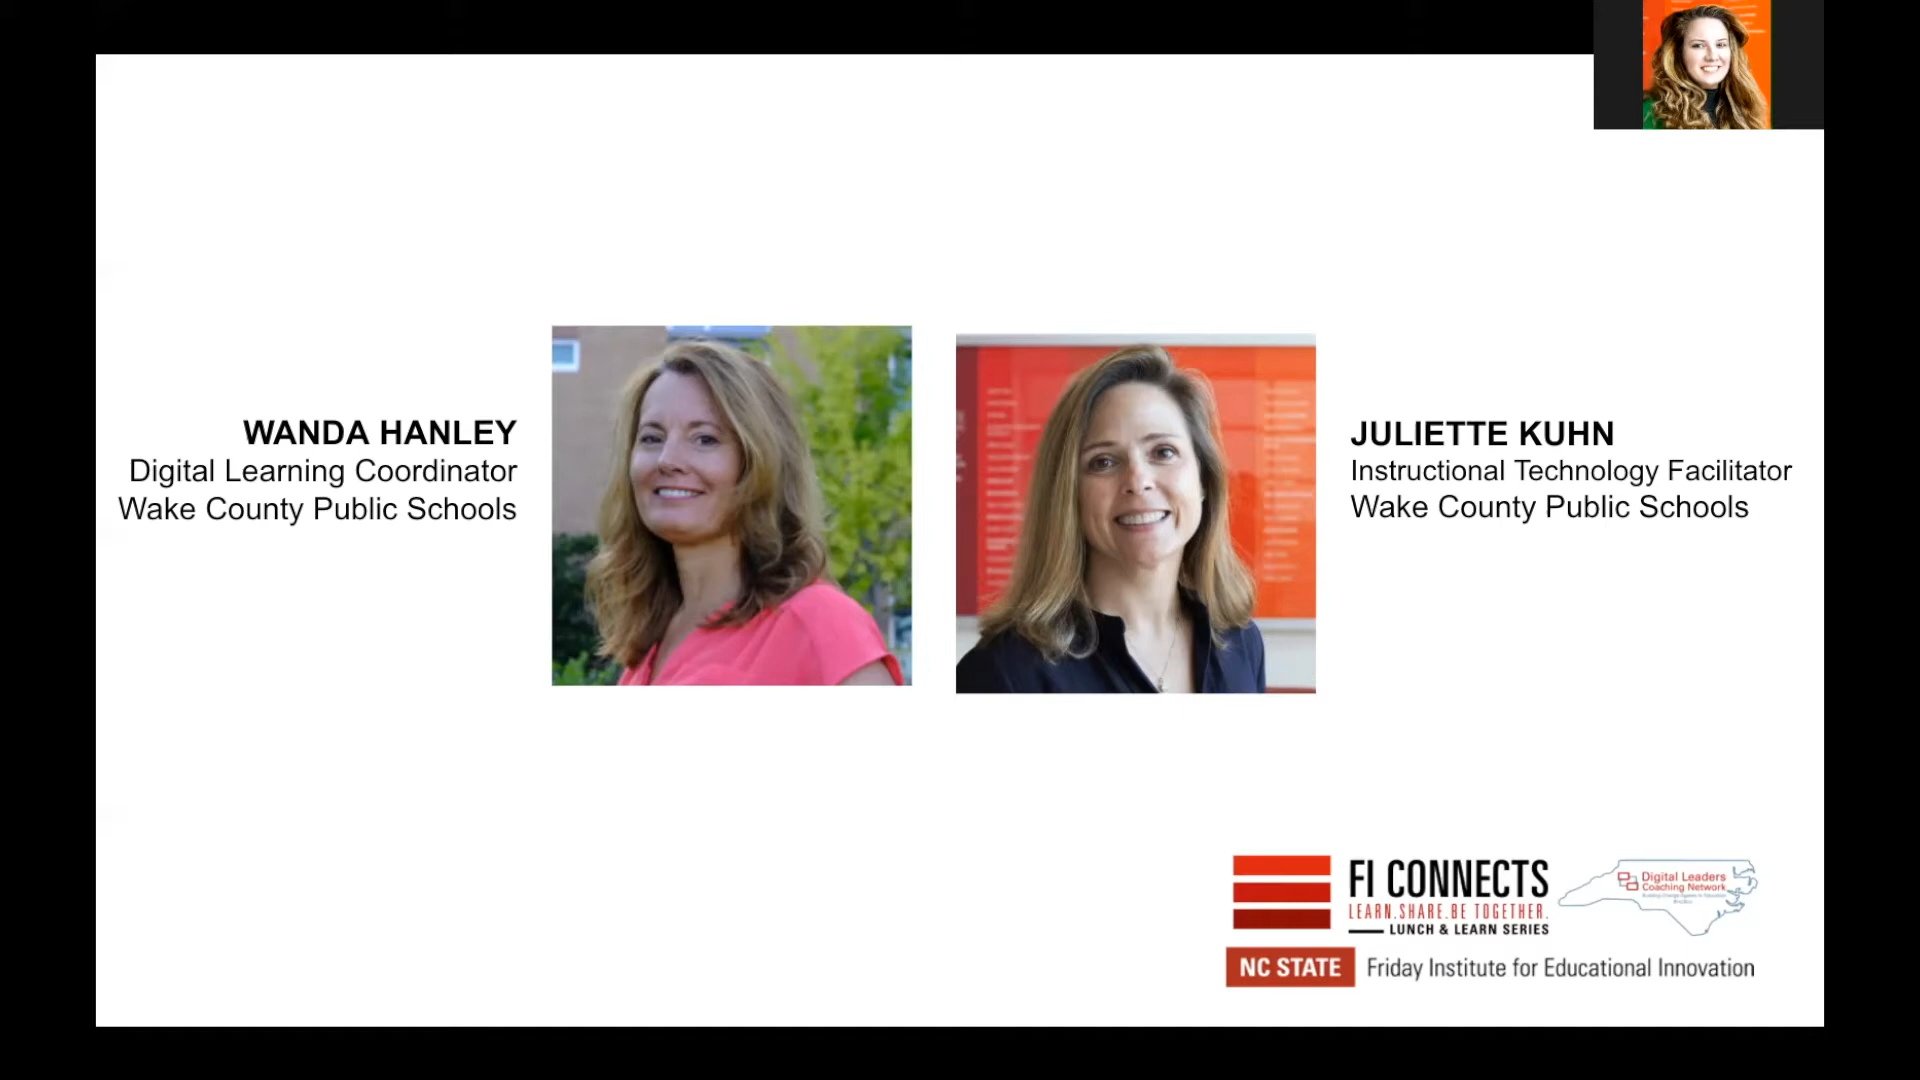 WANDA HANLEY
Digital Learning Coordinator
Wake County Public Schools
JULIETTE KUHN
Instructional Technology Facilitator
Wake County Public Schools
FI CONNECTS
LEARN.SHARE.BE TOGETHER.
LUNCH & LEARN SERIES
Digital Leaders
Coaching Network
NC STATE
Friday Institute for Educational Innovation